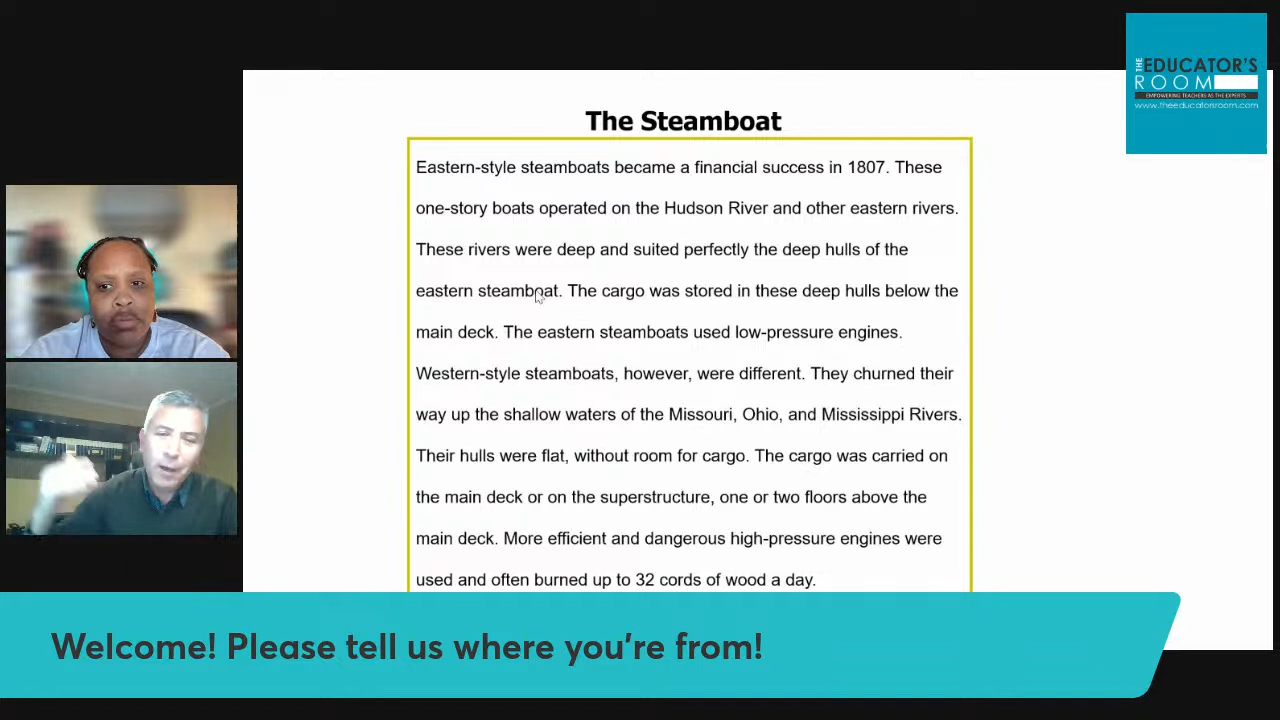 THE EDUCATOR'S
ROOM
EMPOWERING TEACHERS AS THE EXPERTS
www.theeducatorsroom.com
The Steamboat
Eastern-style steamboats became a financial success in 1807. These
one-story boats operated on the Hudson River and other eastern rivers.
These rivers were deep and suited perfectly the deep hulls of the
eastern steamboat. The cargo was stored in these deep hulls below the
main deck. The eastern steamboats used low-pressure engines.
Western-style steamboats, however, were different. They churned their
way up the shallow waters of the Missouri, Ohio, and Mississippi Rivers.
Their hulls were flat, without room for cargo. The cargo was carried on
the main deck or on the superstructure, one or two floors above the
main deck. More efficient and dangerous high-pressure engines were
used and often burned up to 32 cords of wood a day.
Welcome! Please tell us where you're from!